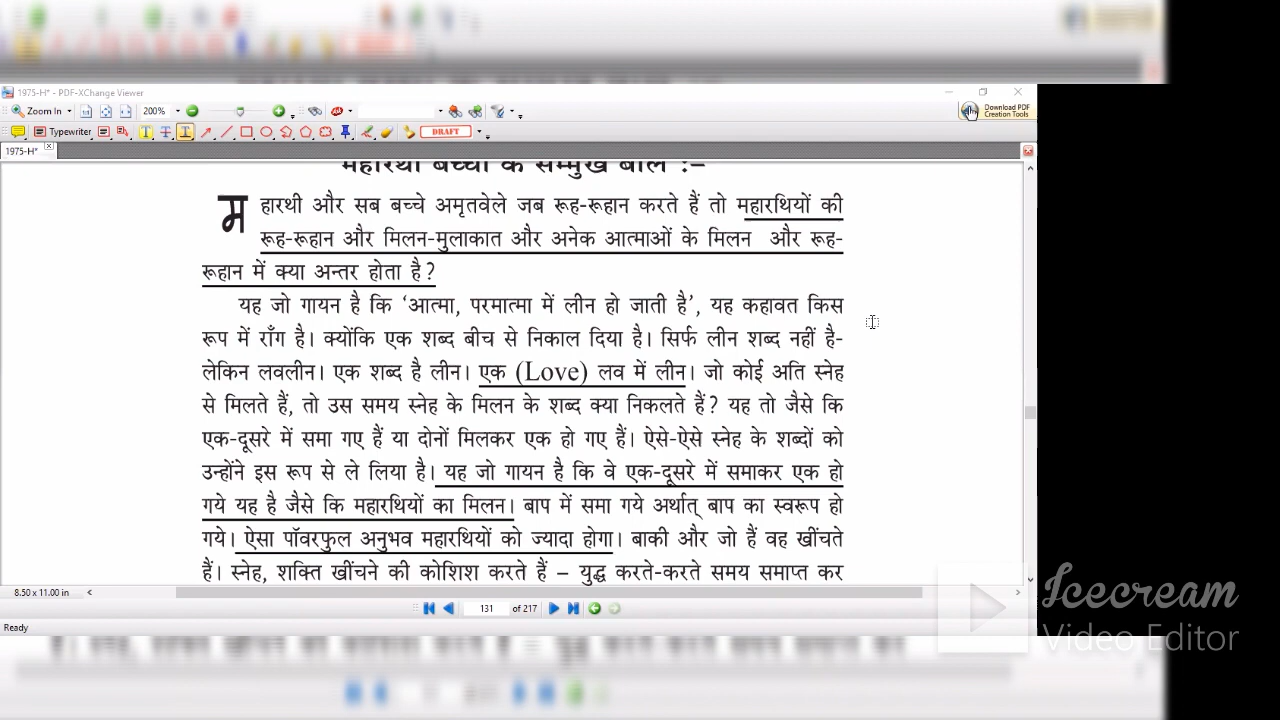 1975-H* - PDF-XChange Viewer
Zoom In 200% Download PDF Creation Tools
Typewriter DRAFT
1975-H*
महारथी बच्चों के सम्मुख बोले :–
महारथी और सब बच्चे अमृतवेले जब रूह-रूहान करते हैं तो महारथियों की
रूह-रूहान और मिलन-मुलाकात और अनेक आत्माओं के मिलन और रूह-
रूहान में क्या अन्तर होता है?
यह जो गायन है कि ‘आत्मा, परमात्मा में लीन हो जाती है’, यह कहावत किस
रूप में राँग है। क्योंकि एक शब्द बीच से निकाल दिया है। सिर्फ लीन शब्द नहीं है-
लेकिन लवलीन। एक शब्द है लीन। एक (Love) लव में लीन। जो कोई अति स्नेह
से मिलते हैं, तो उस समय स्नेह के मिलन के शब्द क्या निकलते हैं? यह तो जैसे कि
एक-दूसरे में समा गए हैं या दोनों मिलकर एक हो गए हैं। ऐसे-ऐसे स्नेह के शब्दों को
उन्होंने इस रूप से ले लिया है। यह जो गायन है कि वे एक-दूसरे में समाकर एक हो
गये यह है जैसे कि महारथियों का मिलन। बाप में समा गये अर्थात् बाप का स्वरूप हो
गये। ऐसा पॉवरफुल अनुभव महारथियों को ज्यादा होगा। बाकी और जो हैं वह खींचते
हैं। स्नेह, शक्ति खींचने की कोशिश करते हैं – युद्ध करते-करते समय समाप्त कर
8.50 x 11.00 in
131 of 217
Ready
Icecream
Video Editor